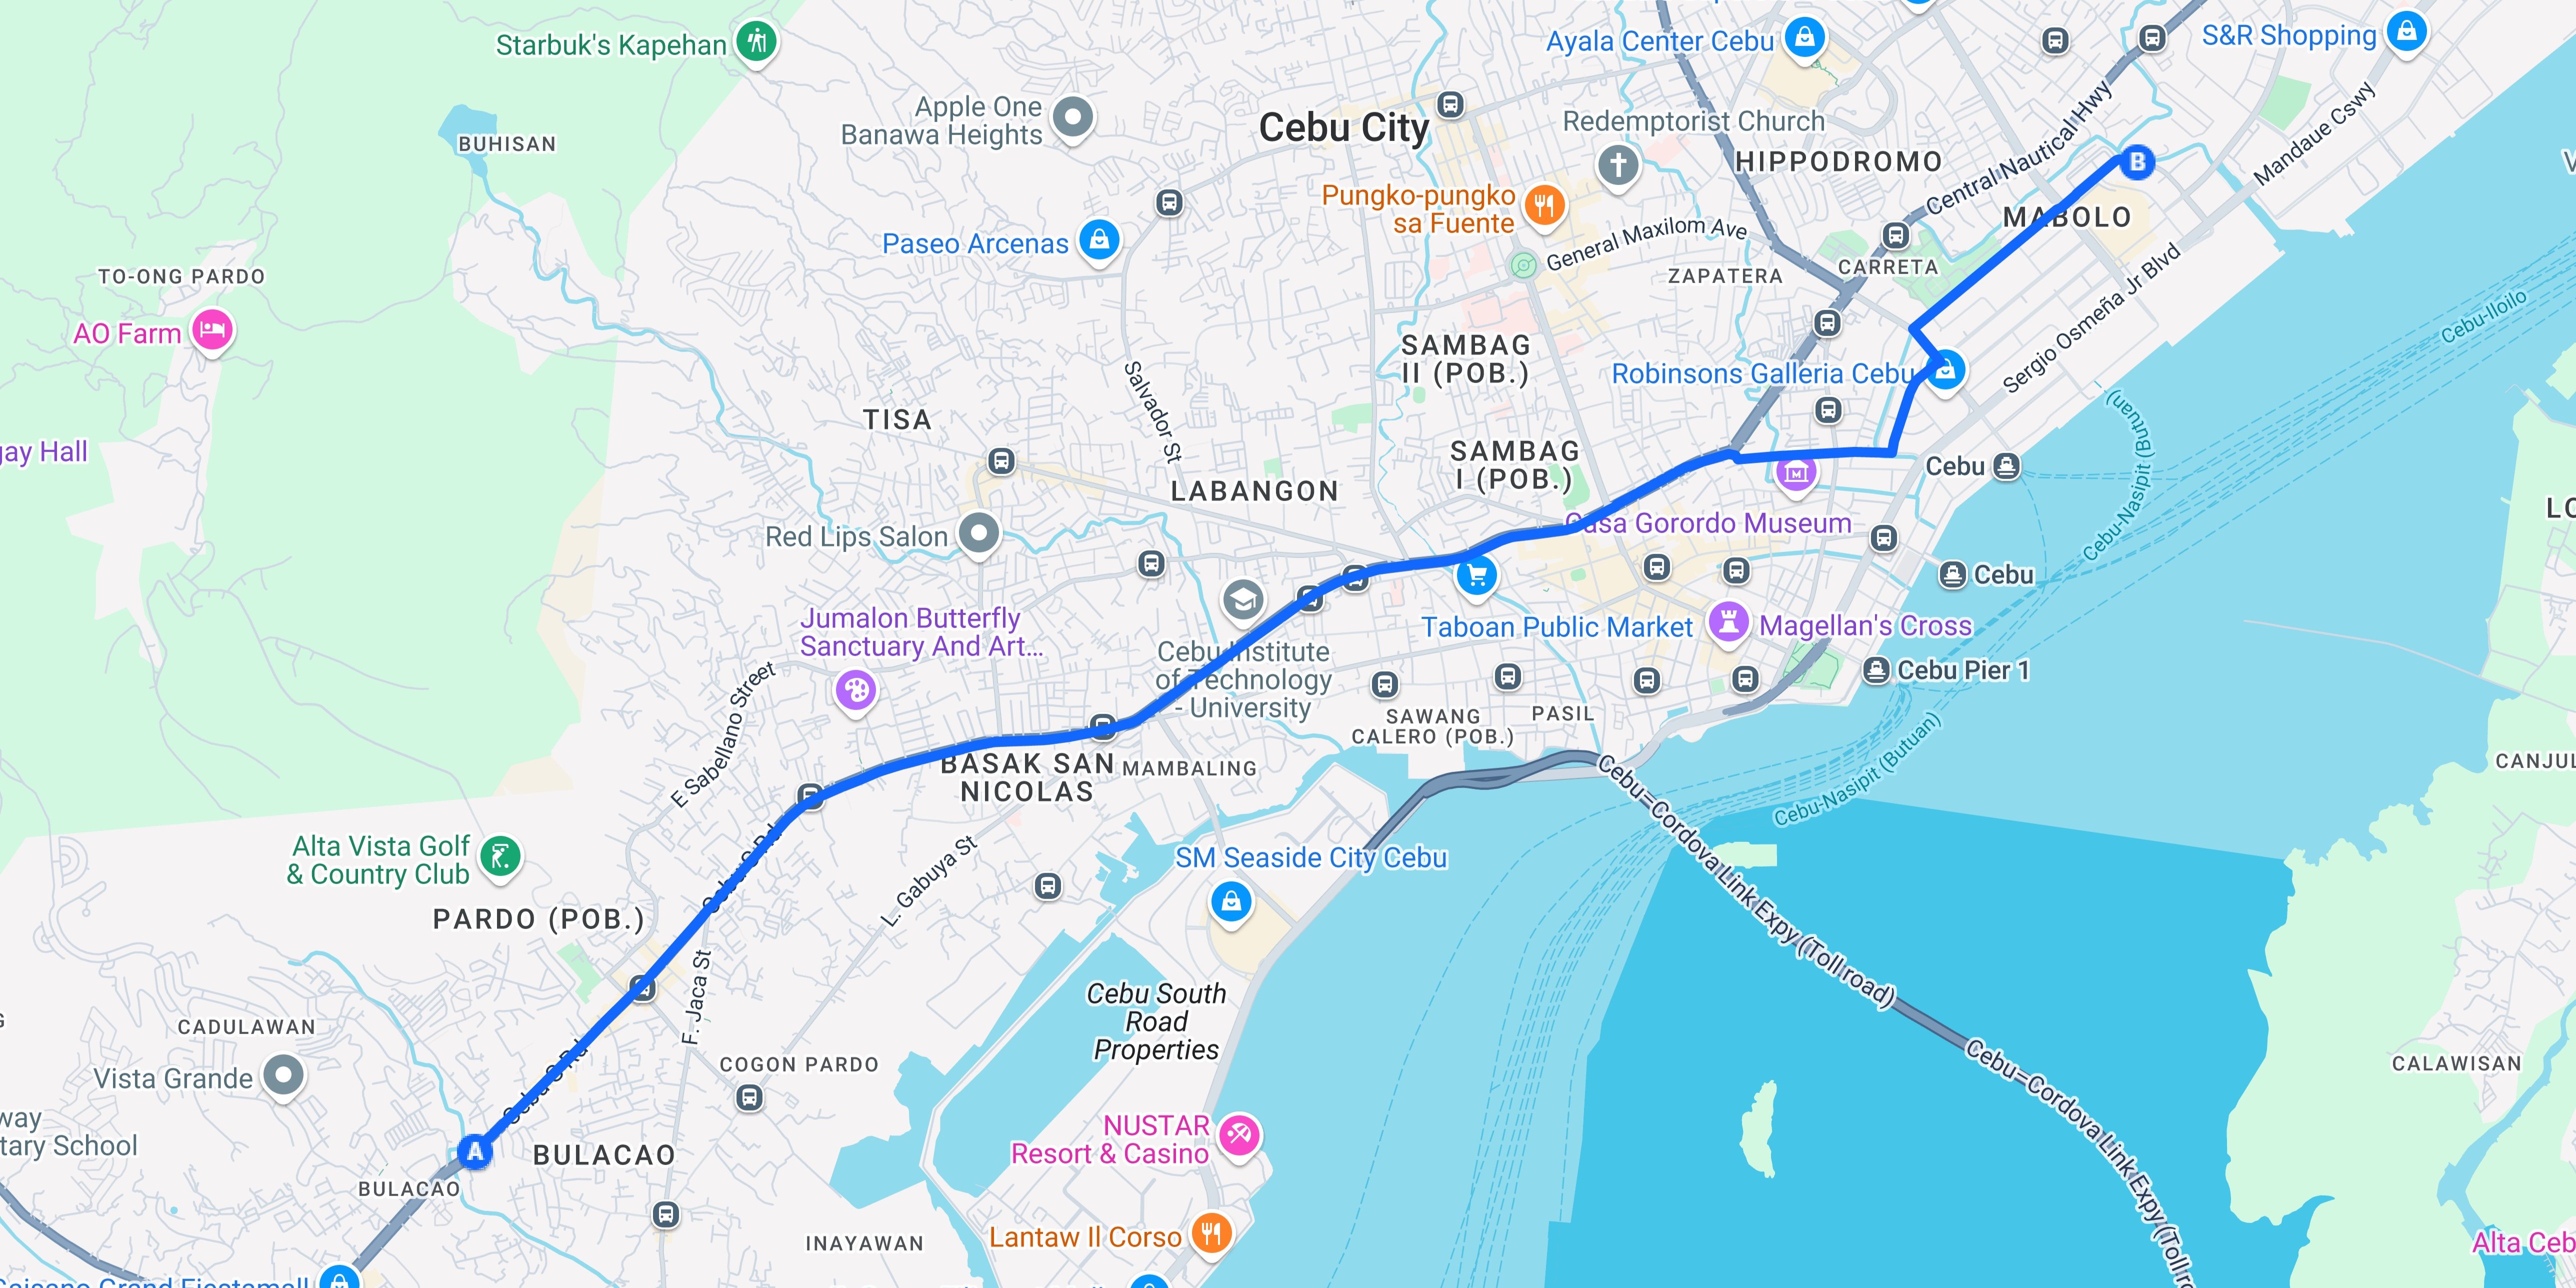 Starbuk's Kapehan
Ayala Center Cebu
S&R Shopping
Apple One
Banawa Heights
Cebu City
Redemptorist Church
BUHISAN
HIPPODROMO
Central Nautical Hwy
Mandaue Cswy
B
Pungko-pungko
sa Fuente
MABOLO
Paseo Arcenas
General Maxilom Ave
TO-ONG PARDO
ZAPATERA
CARRETA
Sergio Osmeña Jr Blvd
Cebu-Iloilo
AO Farm
SAMBAG
II (POB.)
Robinsons Galleria Cebu
Salvador St
TISA
gay Hall
SAMBAG
I (POB.)
Cebu
Cebu-Nasipit (Butuan)
LABANGON
Casa Gorordo Museum
Red Lips Salon
Cebu
Jumalon Butterfly
Sanctuary And Art...
Taboan Public Market
Magellan's Cross
Cebu Institute
of Technology
- University
Cebu Pier 1
E Sabellano Street
SAWANG
CALERO (POB.)
PASIL
BASAK SAN
NICOLAS
MAMBALING
Cebu-Nasipit (Butuan)
CANJUL
Cebu-Cordova Link Expy (Toll road)
Alta Vista Golf
& Country Club
Cebu S Rd
L. Gabuya St
SM Seaside City Cebu
PARDO (POB.)
F. Jaca St
Cebu South
Road
Properties
CADULAWAN
Cebu S Rd
COGON PARDO
Vista Grande
CALAWISAN
Cebu-Cordova Link Expy (Toll ro
way
tary School
A
BULACAO
NUSTAR
Resort & Casino
BULACAO
INAYAWAN
Lantaw Il Corso
Alta Ceb
Gaisano Grand Fiestamall